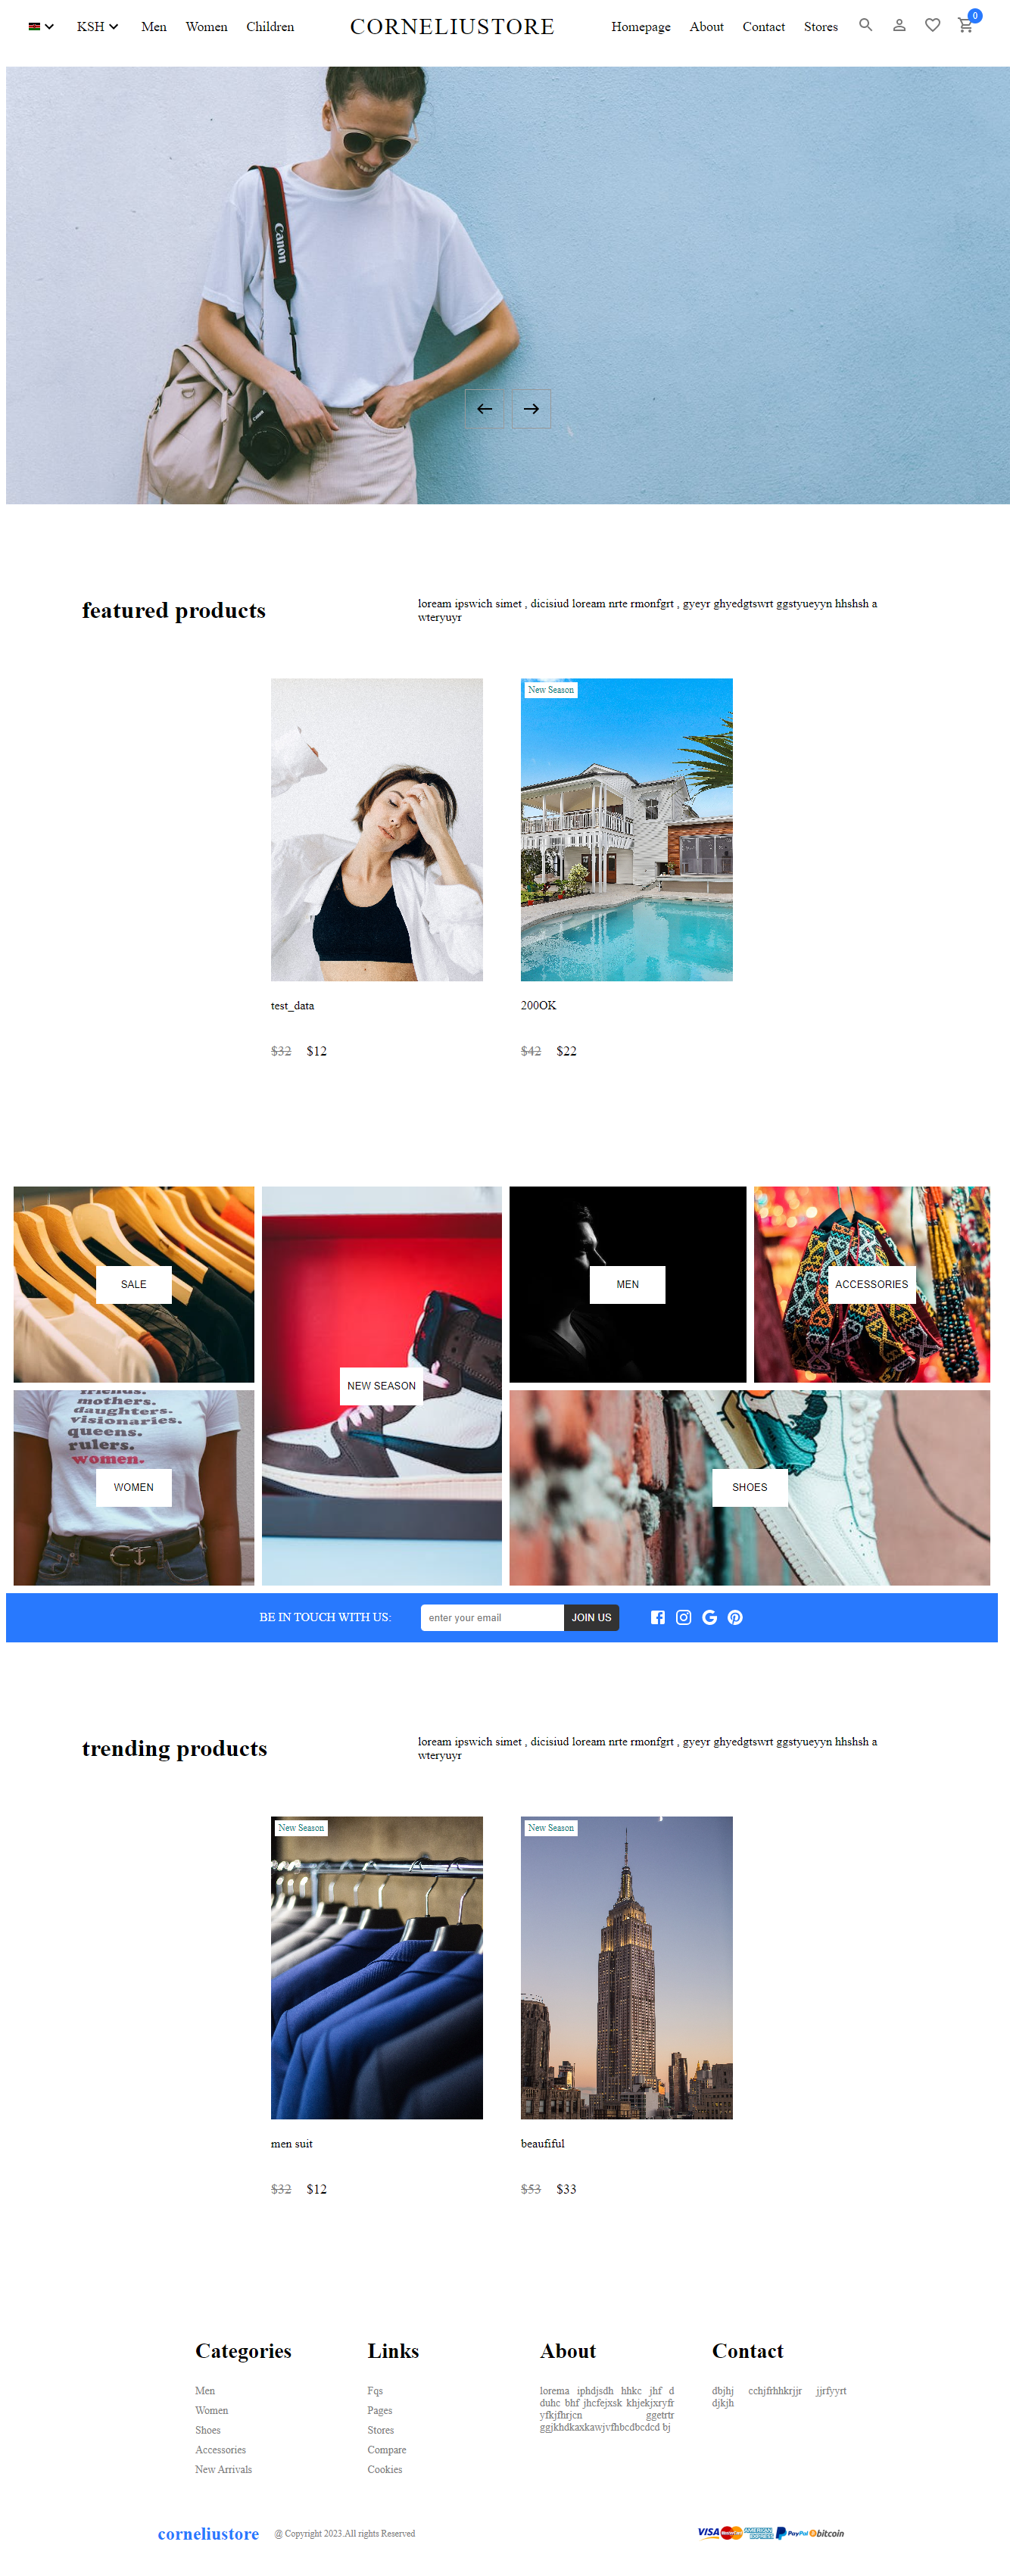 KSH Men Women Children CORNELIUSTORE Homepage About Contact Stores 0
Canon
Canon
featured products
loream ipswich simet , dicisiud loream nrte rmonfgrt , gyeyr ghyedgtswrt ggstyueyyn hhshsh a
wteryuyr
New Season
test_data
200OK
$32 $12
$42 $22
SALE
NEW SEASON
MEN
ACCESSORIES
friends.
mothers.
daughters.
visionaries.
queens.
rulers.
women.
WOMEN
SHOES
BE IN TOUCH WITH US: enter your email JOIN US
trending products
loream ipswich simet , dicisiud loream nrte rmonfgrt , gyeyr ghyedgtswrt ggstyueyyn hhshsh a
wteryuyr
New Season
New Season
men suit
beaufiful
$32 $12
$53 $33
Categories
Men
Women
Shoes
Accessories
New Arrivals
Links
Fqs
Pages
Stores
Compare
Cookies
About
lorema iphdjsdh hhkc jhf d
duhc bhf jhcfejxsk khjekjxryfr
yfkjfhrjcn ggetrtr
ggjkhdkaxkawjvfhbcdbcdcd bj
Contact
dbjhj cchjfrhhkrjjr jjrfyyrt
djkjh
corneliustore @ Copyright 2023.All rights Reserved
VISA MasterCard AMERICAN EXPRESS PayPal bitcoin